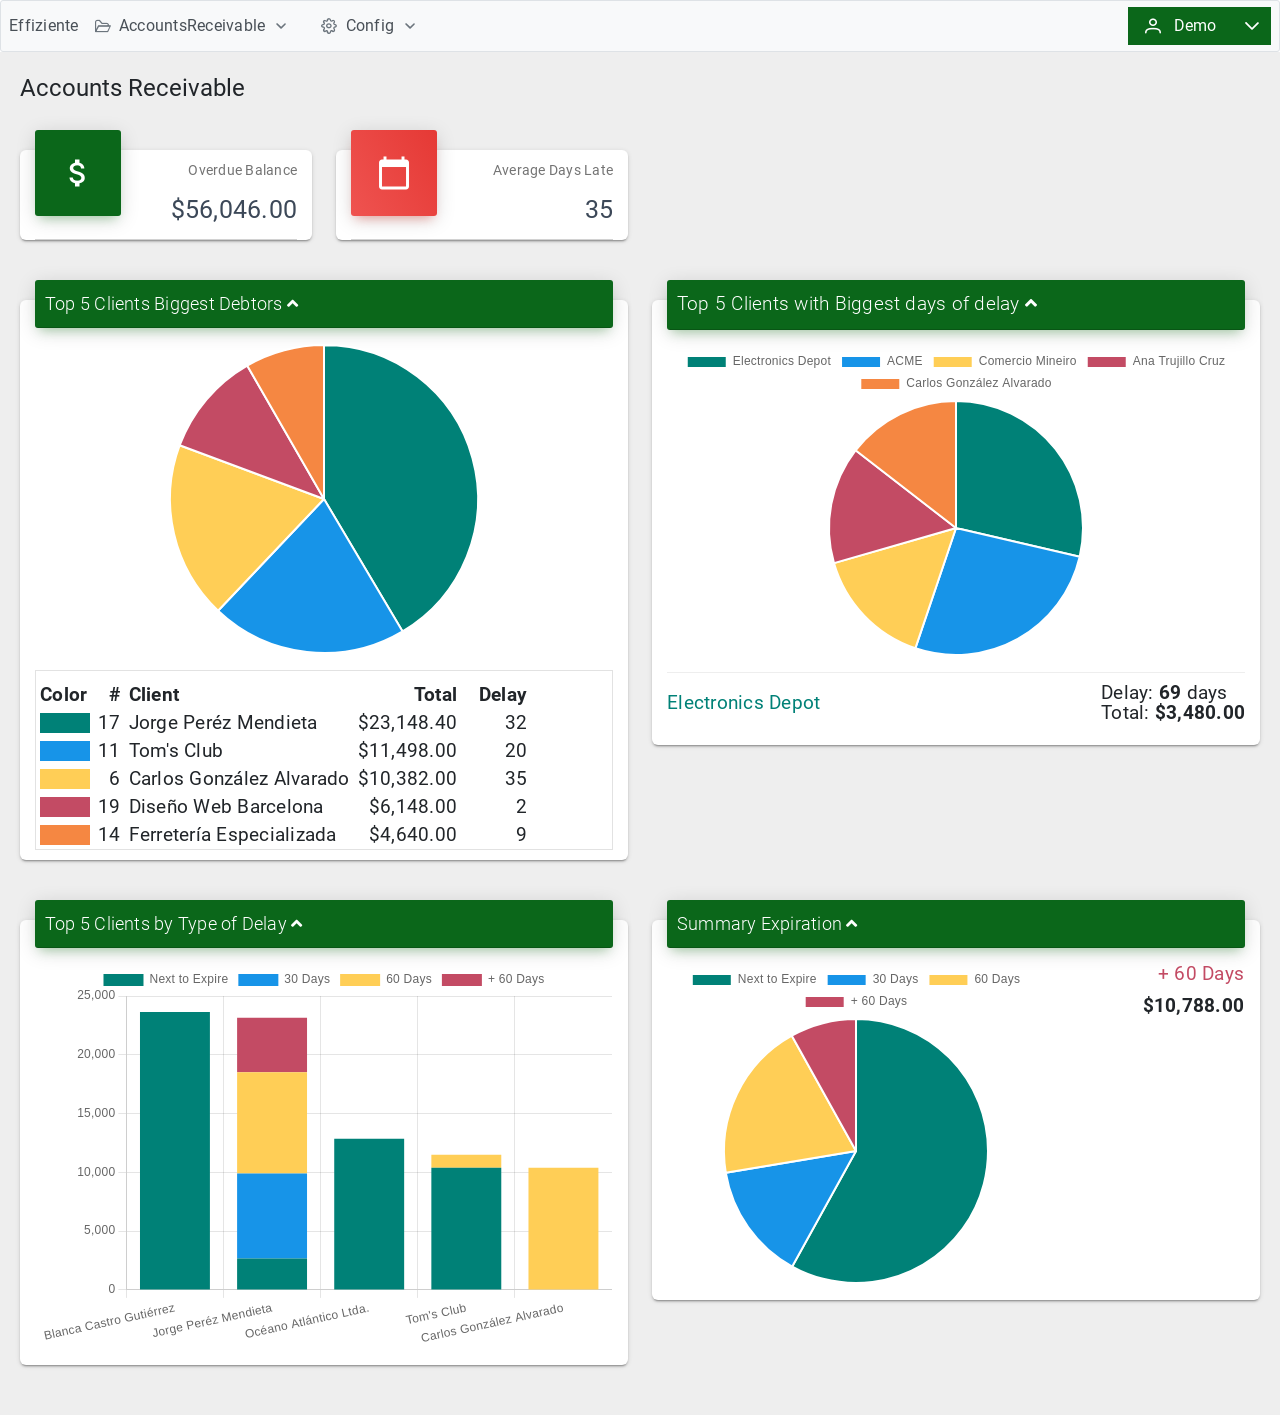 Effiziente AccountsReceivable Config Demo
Accounts Receivable
Overdue Balance
$56,046.00
Average Days Late
35
Top 5 Clients Biggest Debtors
Color # Client Total Delay
17 Jorge Peréz Mendieta $23,148.40 32
11 Tom's Club $11,498.00 20
6 Carlos González Alvarado $10,382.00 35
19 Diseño Web Barcelona $6,148.00 2
14 Ferretería Especializada $4,640.00 9
Top 5 Clients with Biggest days of delay
Electronics Depot ACME Comercio Mineiro Ana Trujillo Cruz
Carlos González Alvarado
Electronics Depot
Delay: 69 days
Total: $3,480.00
Top 5 Clients by Type of Delay
Next to Expire 30 Days 60 Days + 60 Days
25,000
20,000
15,000
10,000
5,000
0
Blanca Castro Gutiérrez
Jorge Peréz Mendieta
Océano Atlántico Ltda.
Tom's Club
Carlos González Alvarado
Summary Expiration
Next to Expire 30 Days 60 Days
+ 60 Days
+ 60 Days
$10,788.00